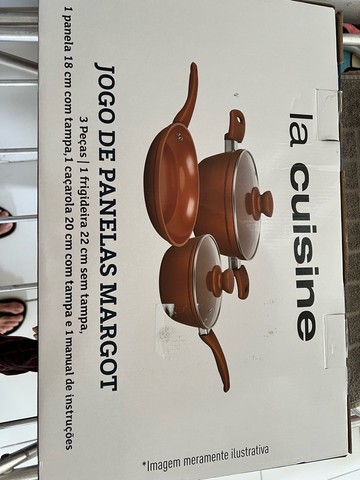 la cuisine
JOGO DE PANELAS MARGOT
3 Peças | 1 frigideira 22 cm sem tampa,
1 panela 18 cm com tampa,1 caçarola 20 cm com tampa e 1 manual de instruções
*Imagem meramente ilustrativa